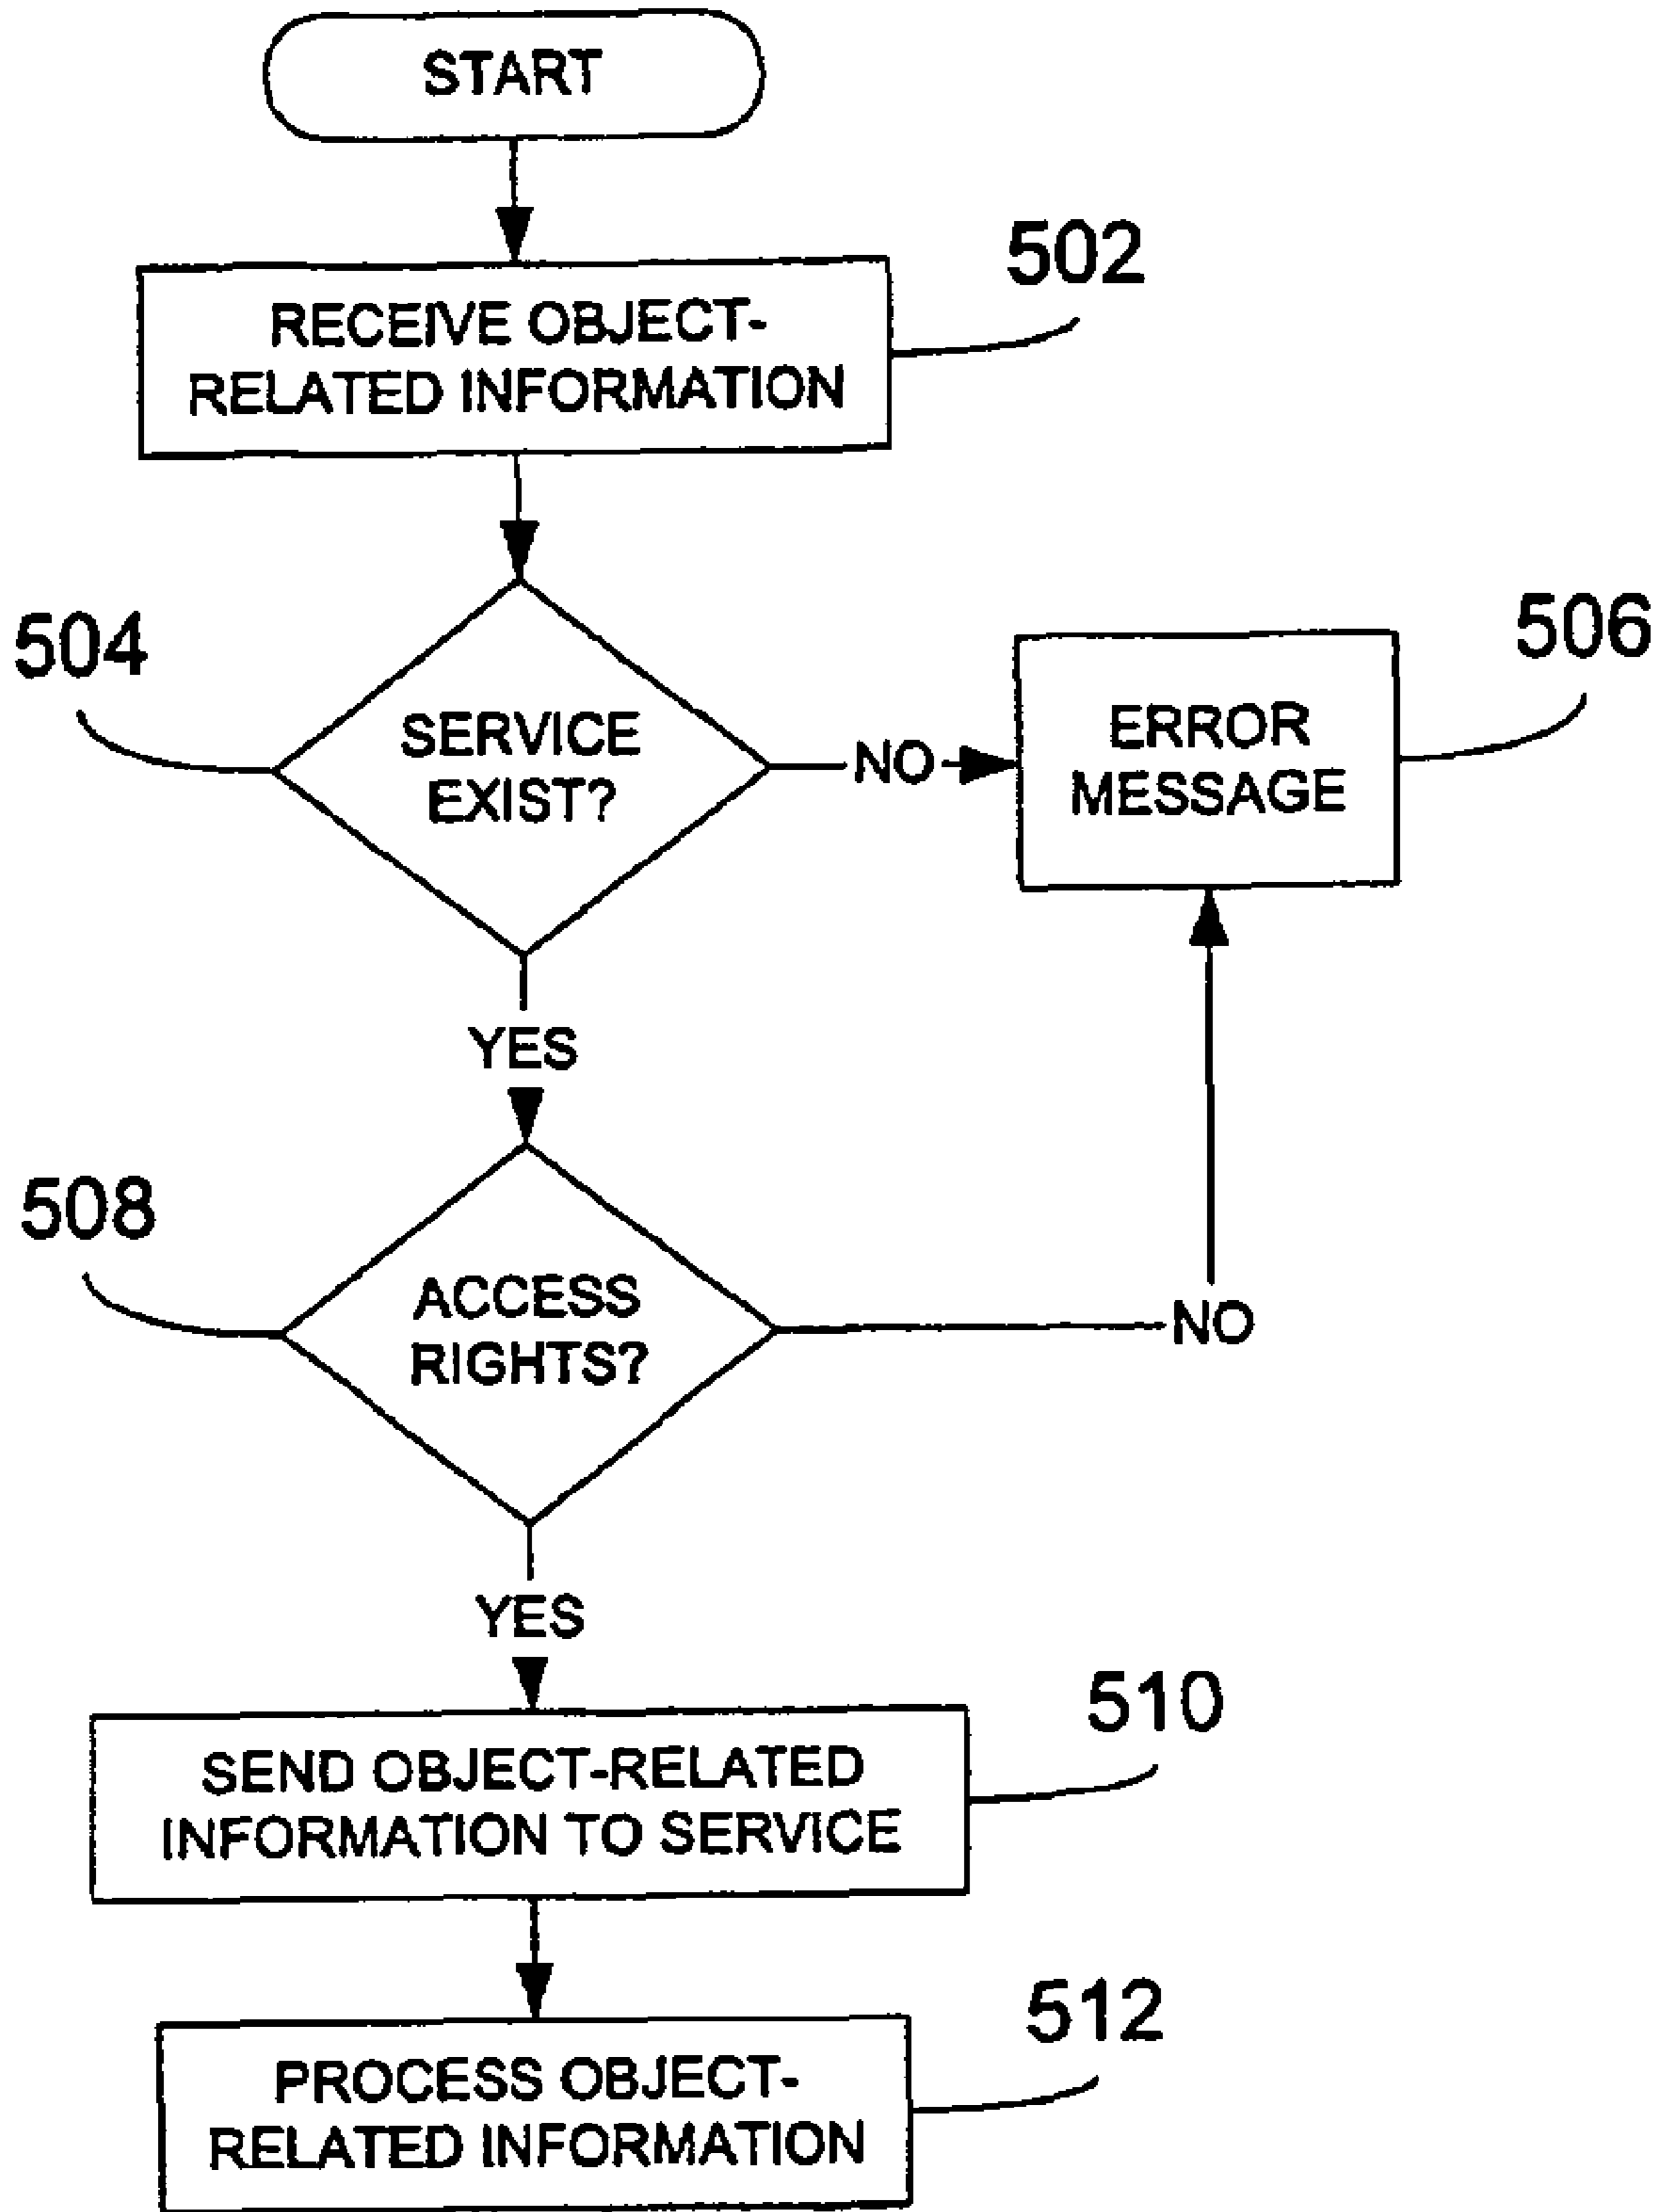 START
502
RECEIVE OBJECT-
RELATED INFORMATION
504
SERVICE
EXIST?
NO
506
ERROR
MESSAGE
YES
508
ACCESS
RIGHTS?
NO
YES
510
SEND OBJECT-RELATED
INFORMATION TO SERVICE
512
PROCESS OBJECT-
RELATED INFORMATION